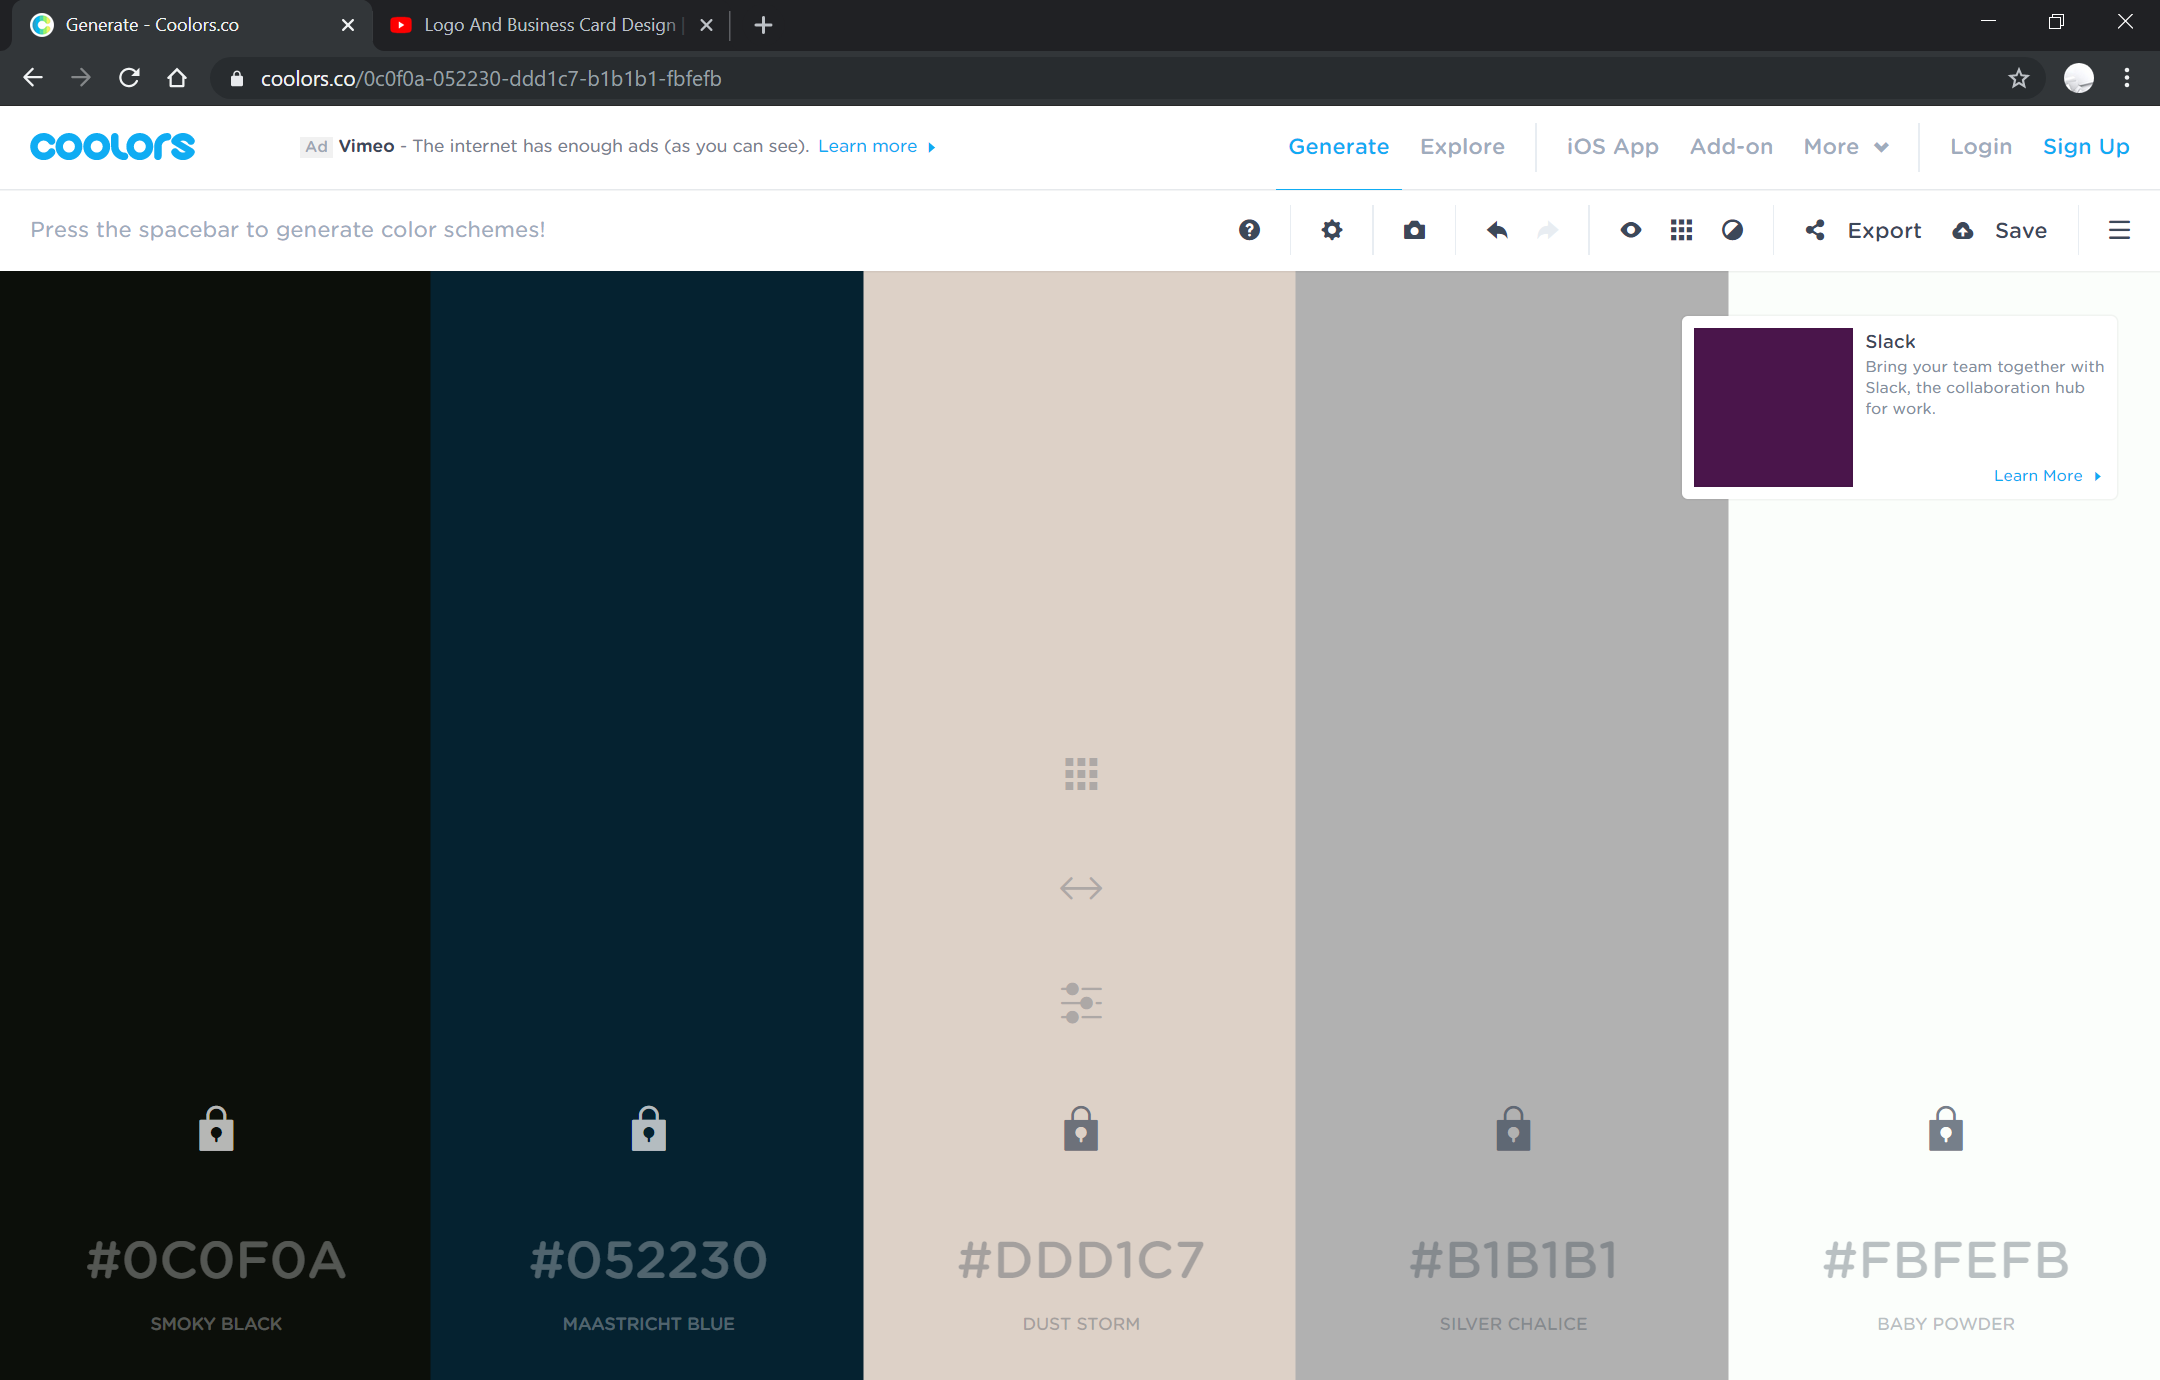 Generate - Coolors.co
Logo And Business Card Design |
coolors.co/0c0f0a-052230-ddd1c7-b1b1b1-fbfefb
coolors
Ad Vimeo - The internet has enough ads (as you can see). Learn more
Generate Explore iOS App Add-on More Login Sign Up
Press the spacebar to generate color schemes!
Export Save
Slack
Bring your team together with
Slack, the collaboration hub
for work.
Learn More
#0C0F0A
SMOKY BLACK
#052230
MAASTRICHT BLUE
#DDD1C7
DUST STORM
#B1B1B1
SILVER CHALICE
#FBFEFB
BABY POWDER